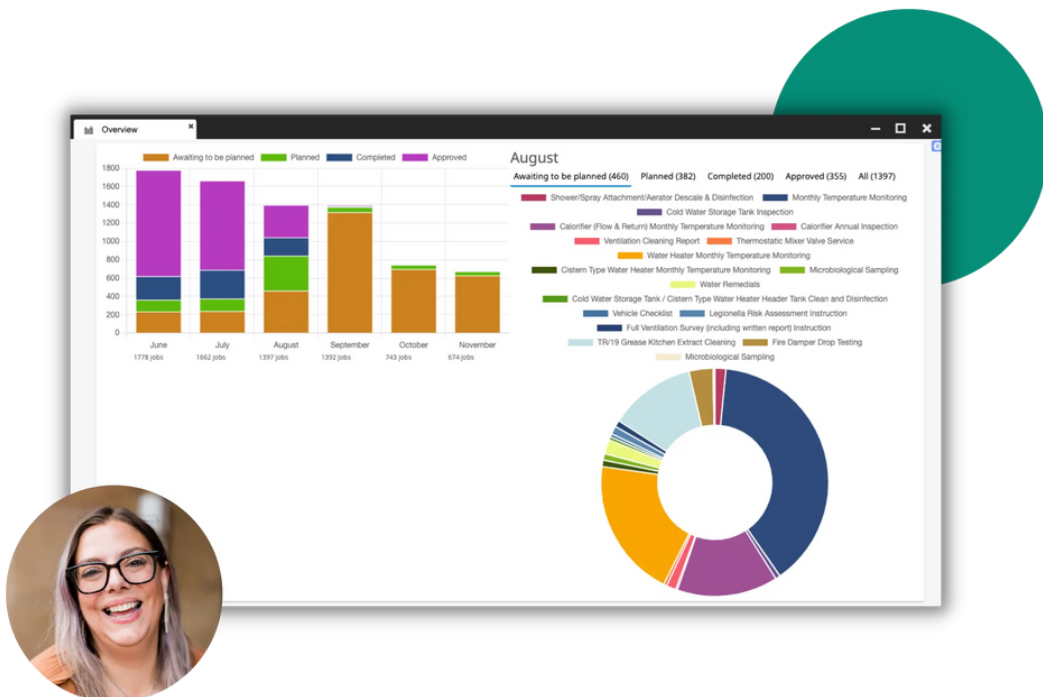 Overview
Awaiting to be planned Planned Completed Approved
1800
1600
1400
1200
1000
800
600
400
200
0
June July August September October November
1778 jobs 1662 jobs 1397 jobs 1392 jobs 743 jobs 674 jobs
August
Awaiting to be planned (460) Planned (382) Completed (200) Approved (355) All (1397)
Shower/Spray Attachment/Aerator Descale & Disinfection Monthly Temperature Monitoring
Cold Water Storage Tank Inspection
Calorifier (Flow & Return) Monthly Temperature Monitoring Calorifier Annual Inspection
Ventilation Cleaning Report Thermostatic Mixer Valve Service
Water Heater Monthly Temperature Monitoring
Cistern Type Water Heater Monthly Temperature Monitoring Microbiological Sampling
Water Remedials
Cold Water Storage Tank / Cistern Type Water Heater Header Tank Clean and Disinfection
Vehicle Checklist Legionella Risk Assessment Instruction
Full Ventilation Survey (including written report) Instruction
TR/19 Grease Kitchen Extract Cleaning Fire Damper Drop Testing
Microbiological Sampling